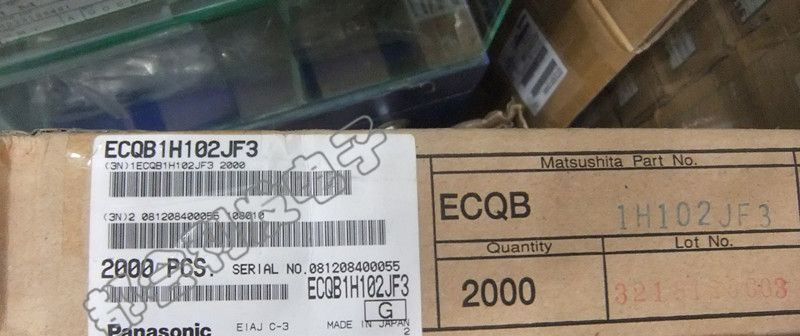 ECQB1H102JF3
(3N)1ECQB1H102JF3 2000
(3N)2 081208400055 108010
2000 PCS. SERIAL NO.081208400055
ECQB1H102JF3
G
Panasonic EIAJ C-3 MADE IN JAPAN
2
Matsushita Part No.
ECQB 1H102JF3
Quantity Lot No.
2000